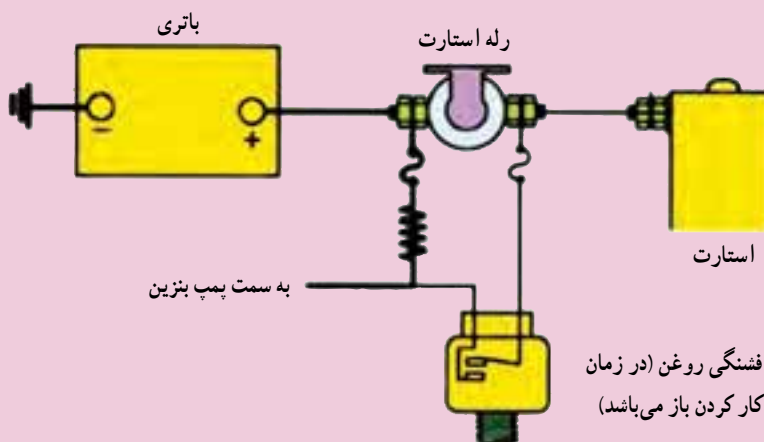 باتری
رله استارت
−
+
استارت
به سمت پمپ بنزین
فشنگی روغن (در زمان
کار کردن باز می‌باشد)